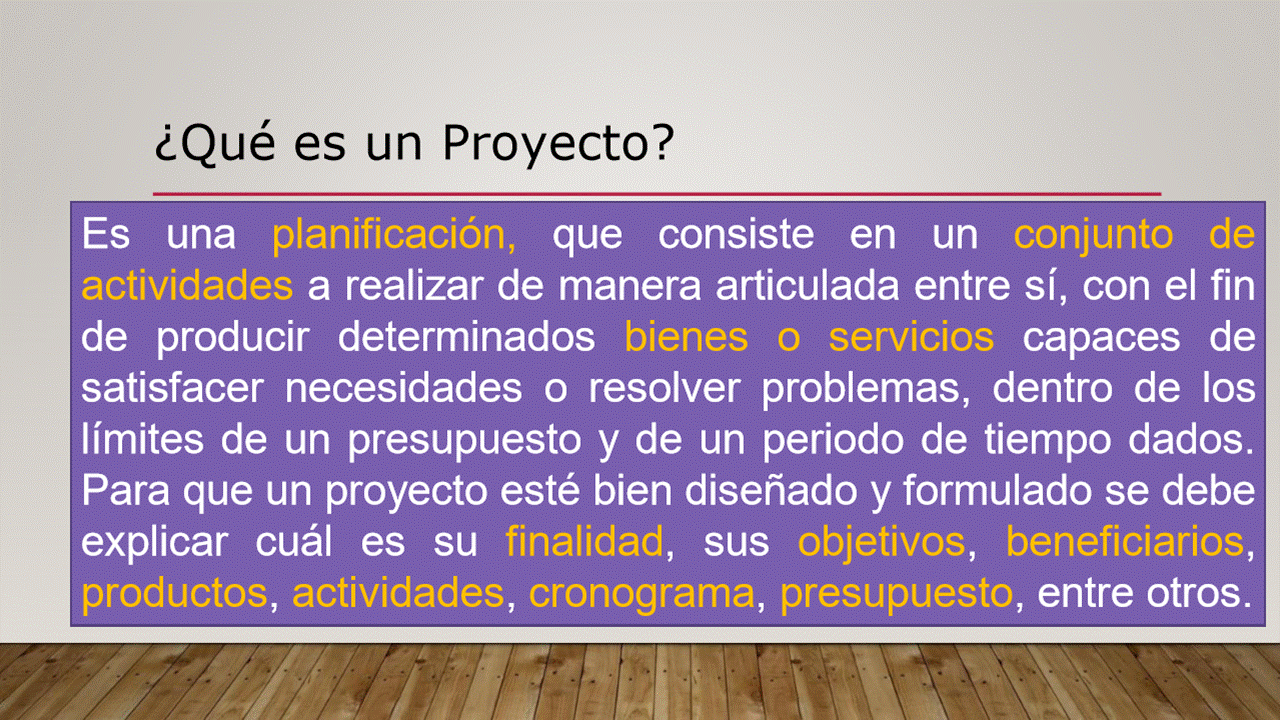 ¿Qué es un Proyecto?
Es una planificación, que consiste en un conjunto de
actividades a realizar de manera articulada entre sí, con el fin
de producir determinados bienes o servicios capaces de
satisfacer necesidades o resolver problemas, dentro de los
límites de un presupuesto y de un periodo de tiempo dados.
Para que un proyecto esté bien diseñado y formulado se debe
explicar cuál es su finalidad, sus objetivos, beneficiarios,
productos, actividades, cronograma, presupuesto, entre otros.